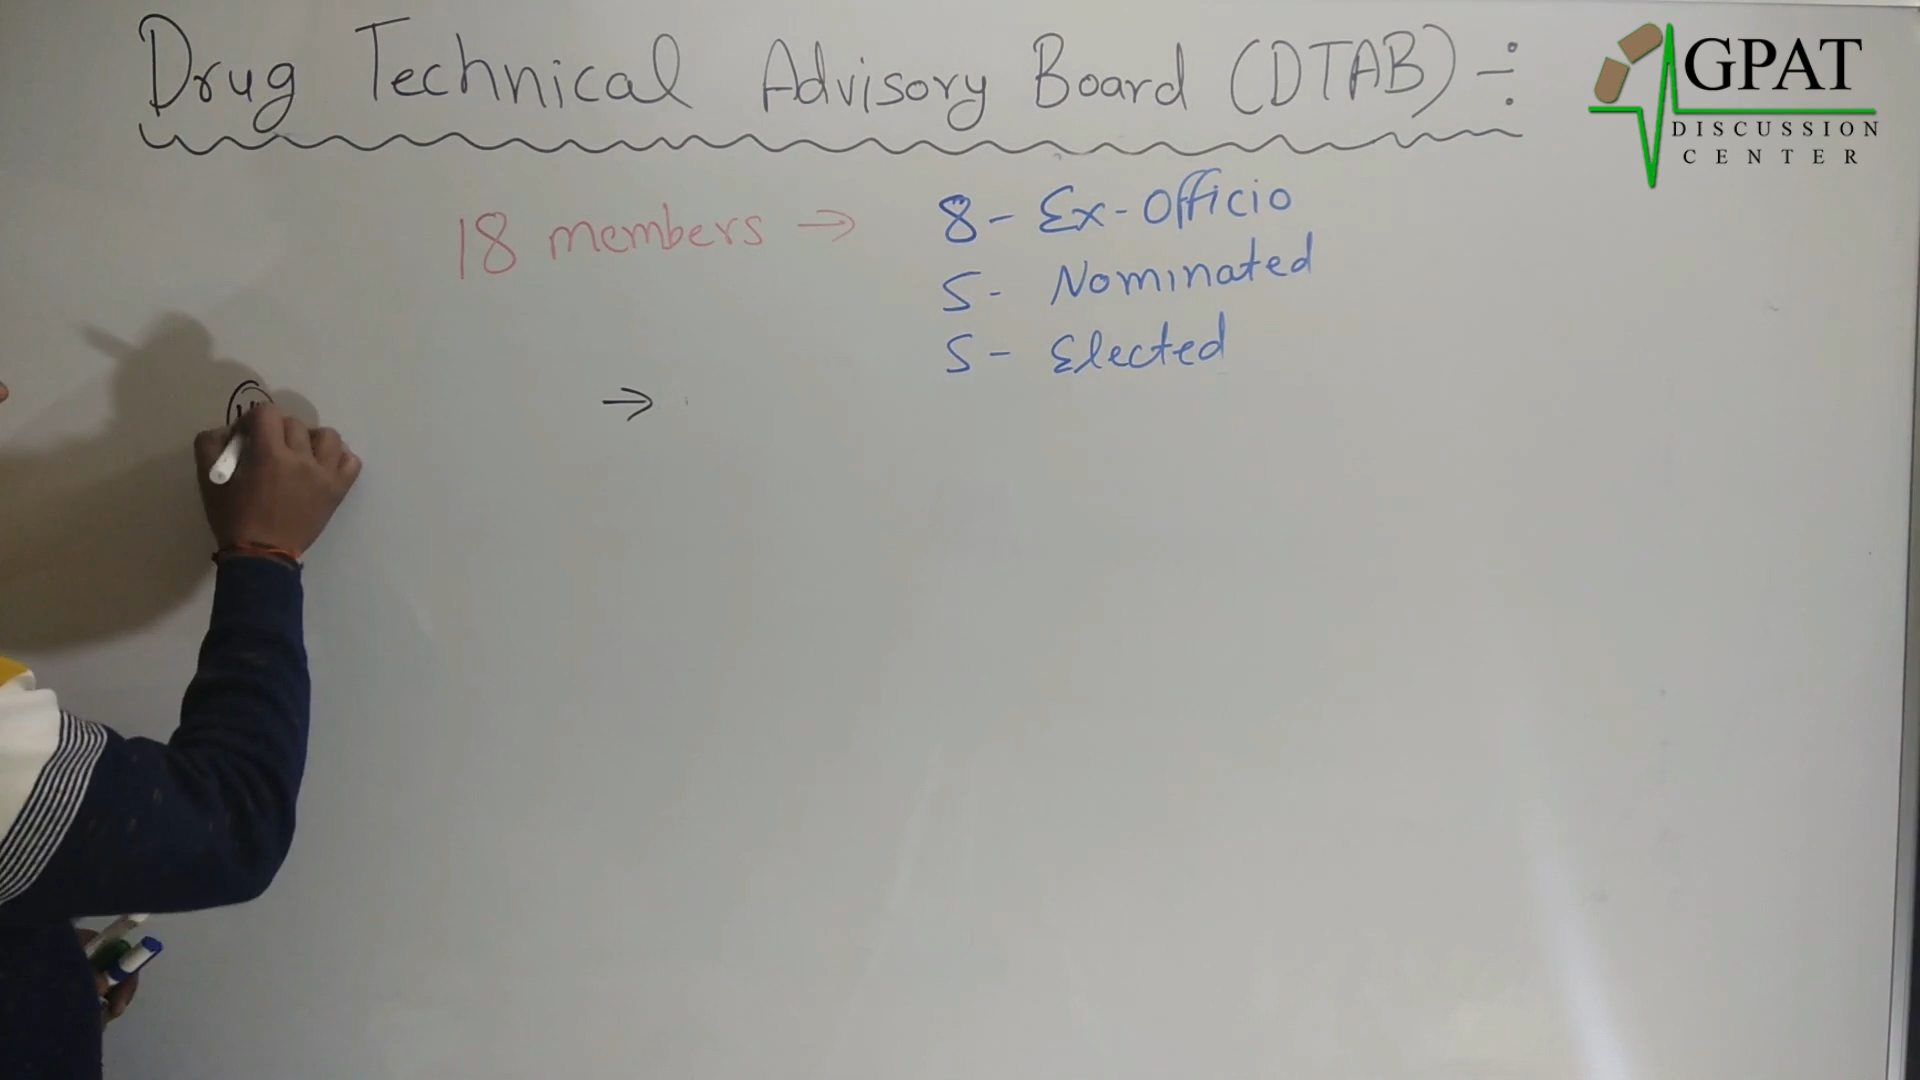 Drug Technical Advisory Board (DTAB) ÷
GPAT
DISCUSSION
CENTER
18 members → 8 - Ex-Officio
5 - Nominated
5 - Elected
→